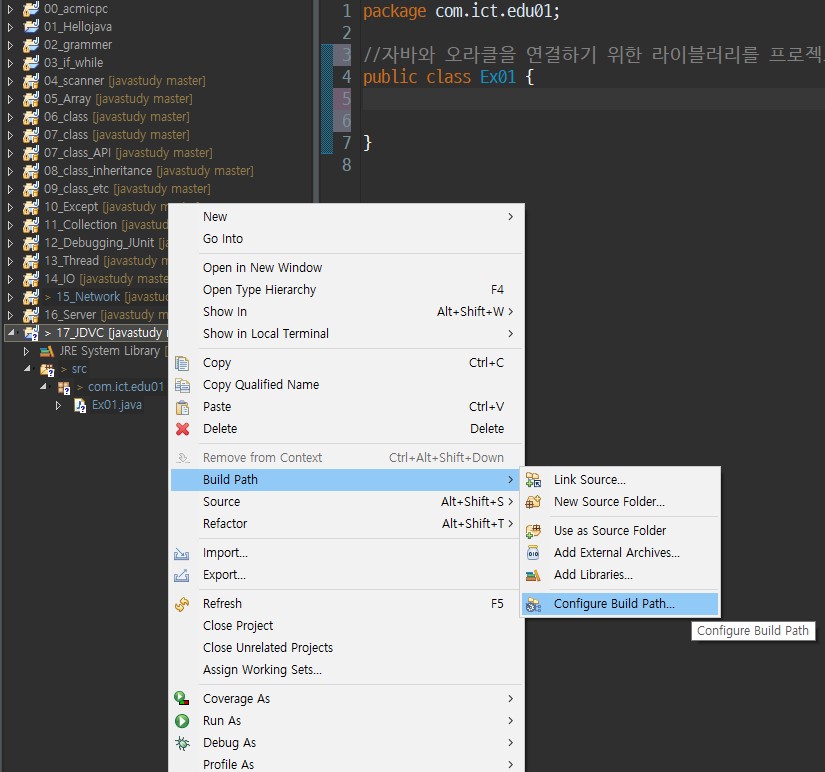 00_acmicpc
01_Hellojava
02_grammer
03_if_while
04_scanner [javastudy master]
05_Array [javastudy master]
06_class [javastudy master]
07_class [javastudy master]
07_class_API [javastudy master]
08_class_inheritance [javastudy master]
09_class_etc [javastudy master]
10_Except [javastudy
11_Collection [javastudy
12_Debugging_JUnit
13_Thread [javastudy
14_IO [javastudy
> 15_Network
16_Server [javastudy
> 17_JDVC [javastudy
JRE System Library
> src
> com.ict.edu01
Ex01.java
1 package com.ict.edu01;
2
3 //자바와 오라클을 연결하기 위한 라이블러리를 프로젝
4 public class Ex01 {
5
6
7 }
8
New >
Go Into
Open in New Window
Open Type Hierarchy F4
Show In Alt+Shift+W >
Show in Local Terminal >
Copy Ctrl+C
Copy Qualified Name
Paste Ctrl+V
Delete Delete
Remove from Context Ctrl+Alt+Shift+Down
Build Path >
Source Alt+Shift+S >
Refactor Alt+Shift+T >
Import...
Export...
Refresh F5
Close Project
Close Unrelated Projects
Assign Working Sets...
Coverage As >
Run As >
Debug As >
Profile As >
Link Source...
New Source Folder...
Use as Source Folder
Add External Archives...
Add Libraries...
Configure Build Path...
Configure Build Path